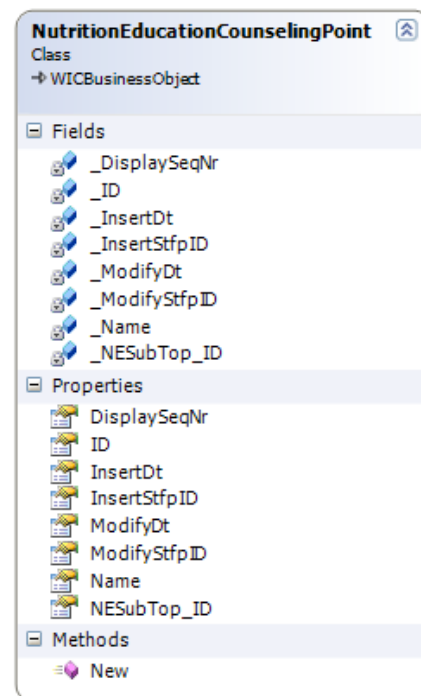 NutritionEducationCounselingPoint
Class
WICBusinessObject
Fields
_DisplaySeqNr
_ID
_InsertDt
_InsertStfpID
_ModifyDt
_ModifyStfpID
_Name
_NESubTop_ID
Properties
DisplaySeqNr
ID
InsertDt
InsertStfpID
ModifyDt
ModifyStfpID
Name
NESubTop_ID
Methods
New